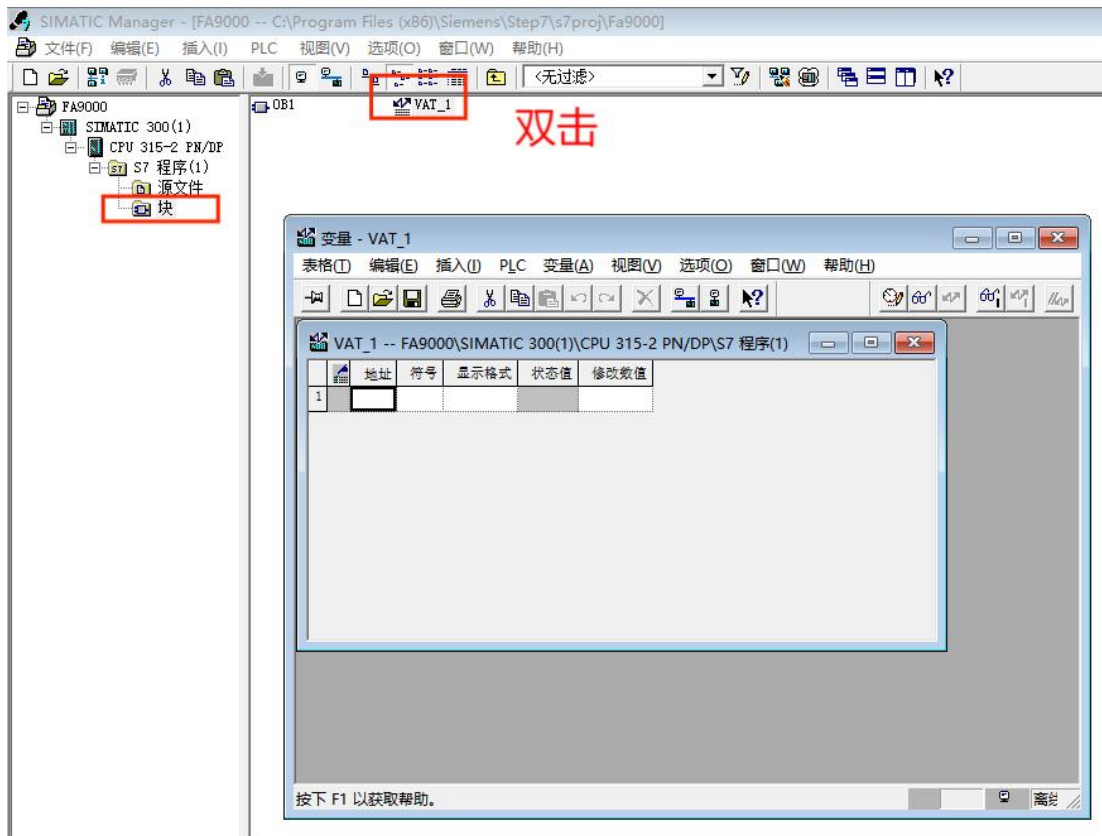 SIMATIC Manager - [FA9000 -- C:\Program Files (x86)\Siemens\Step7\s7proj\Fa9000]
文件(F) 编辑(E) 插入(I) PLC 视图(V) 选项(O) 窗口(W) 帮助(H)
<无过滤>
FA9000
SIMATIC 300(1)
CPU 315-2 PN/DP
S7 程序(1)
源文件
块
OB1
VAT_1
双击
变量 - VAT_1
表格(T) 编辑(E) 插入(I) PLC 变量(A) 视图(V) 选项(O) 窗口(W) 帮助(H)
VAT_1 -- FA9000\SIMATIC 300(1)\CPU 315-2 PN/DP\S7 程序(1)
地址 符号 显示格式 状态值 修改数值
1
按下 F1 以获取帮助。